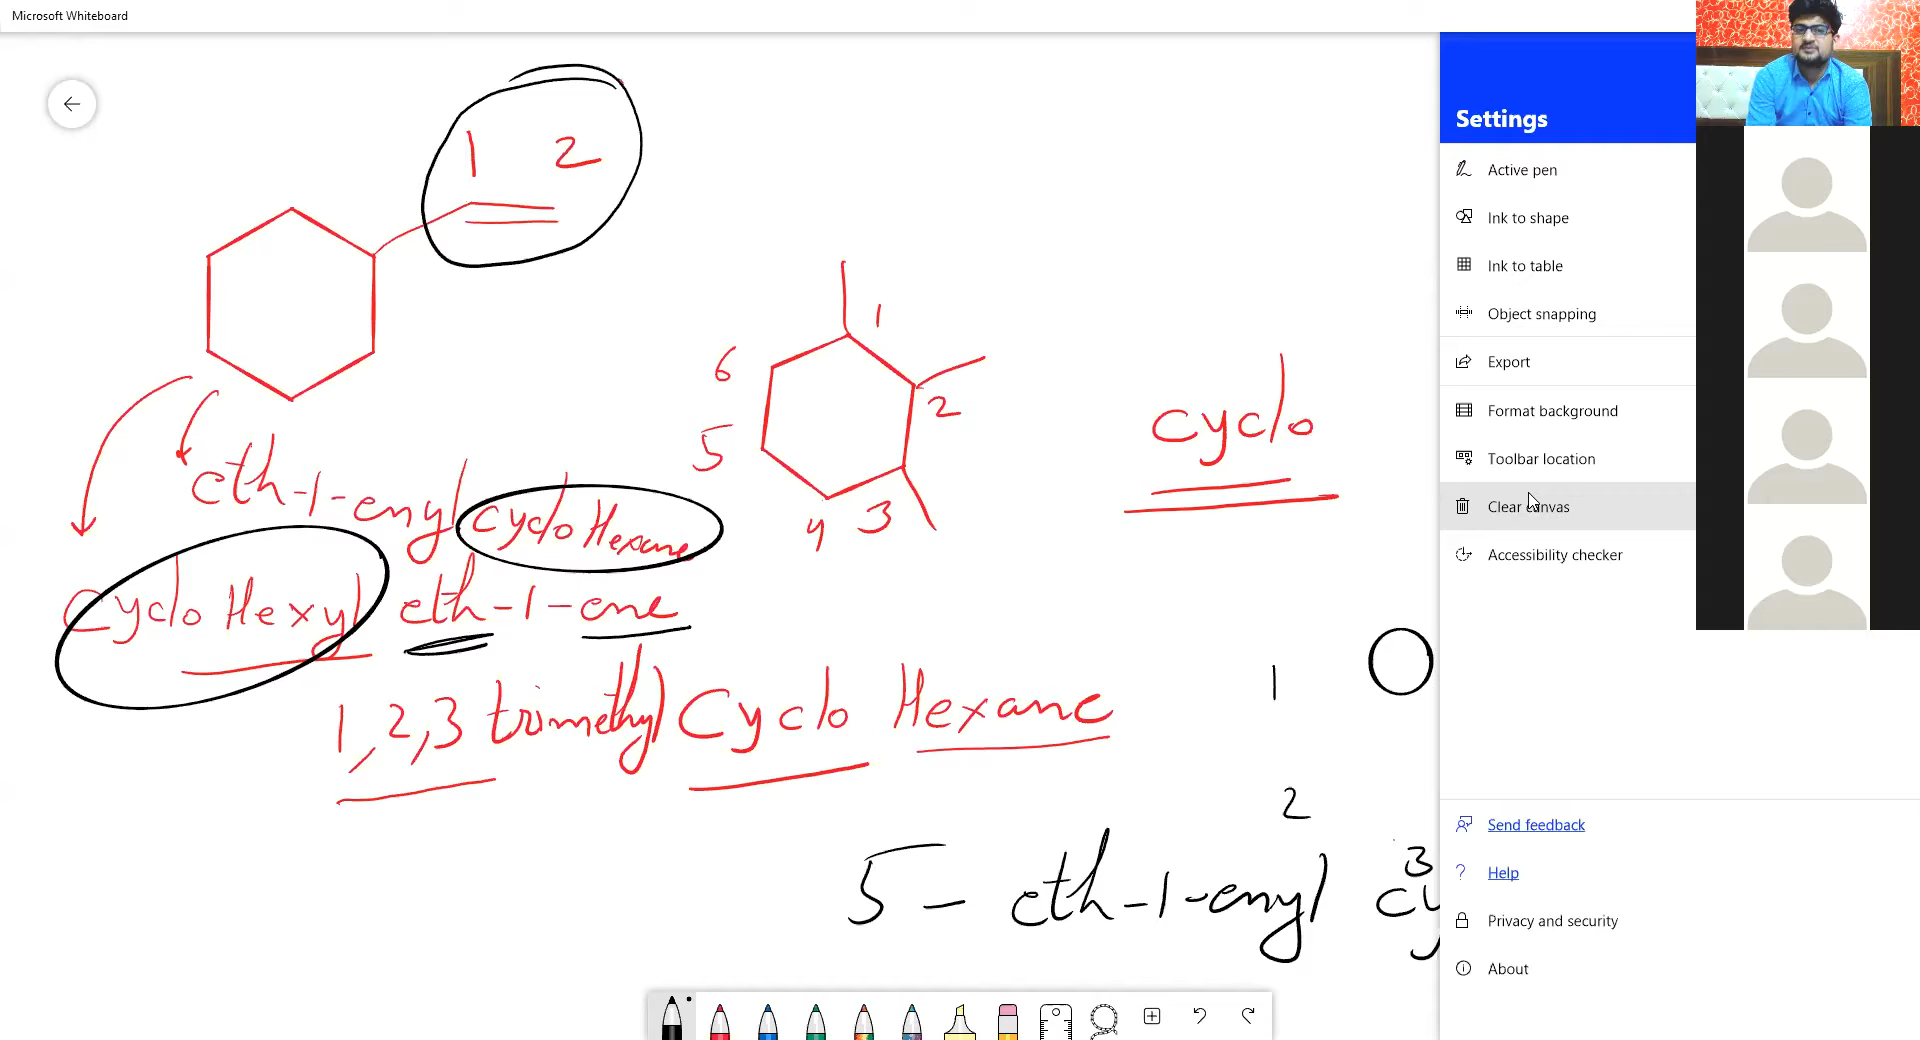 Microsoft Whiteboard
1 2
1
6
2
5
4 3
cyclo
eth-1-enyl cyclo Hexane
Cyclo Hexyl eth-1-ene
1,2,3 trimethyl Cyclo Hexane
1
2
3
5 - eth-1-enyl cy
Settings
Active pen
Ink to shape
Ink to table
Object snapping
Export
Format background
Toolbar location
Clear canvas
Accessibility checker
Send feedback
Help
Privacy and security
About